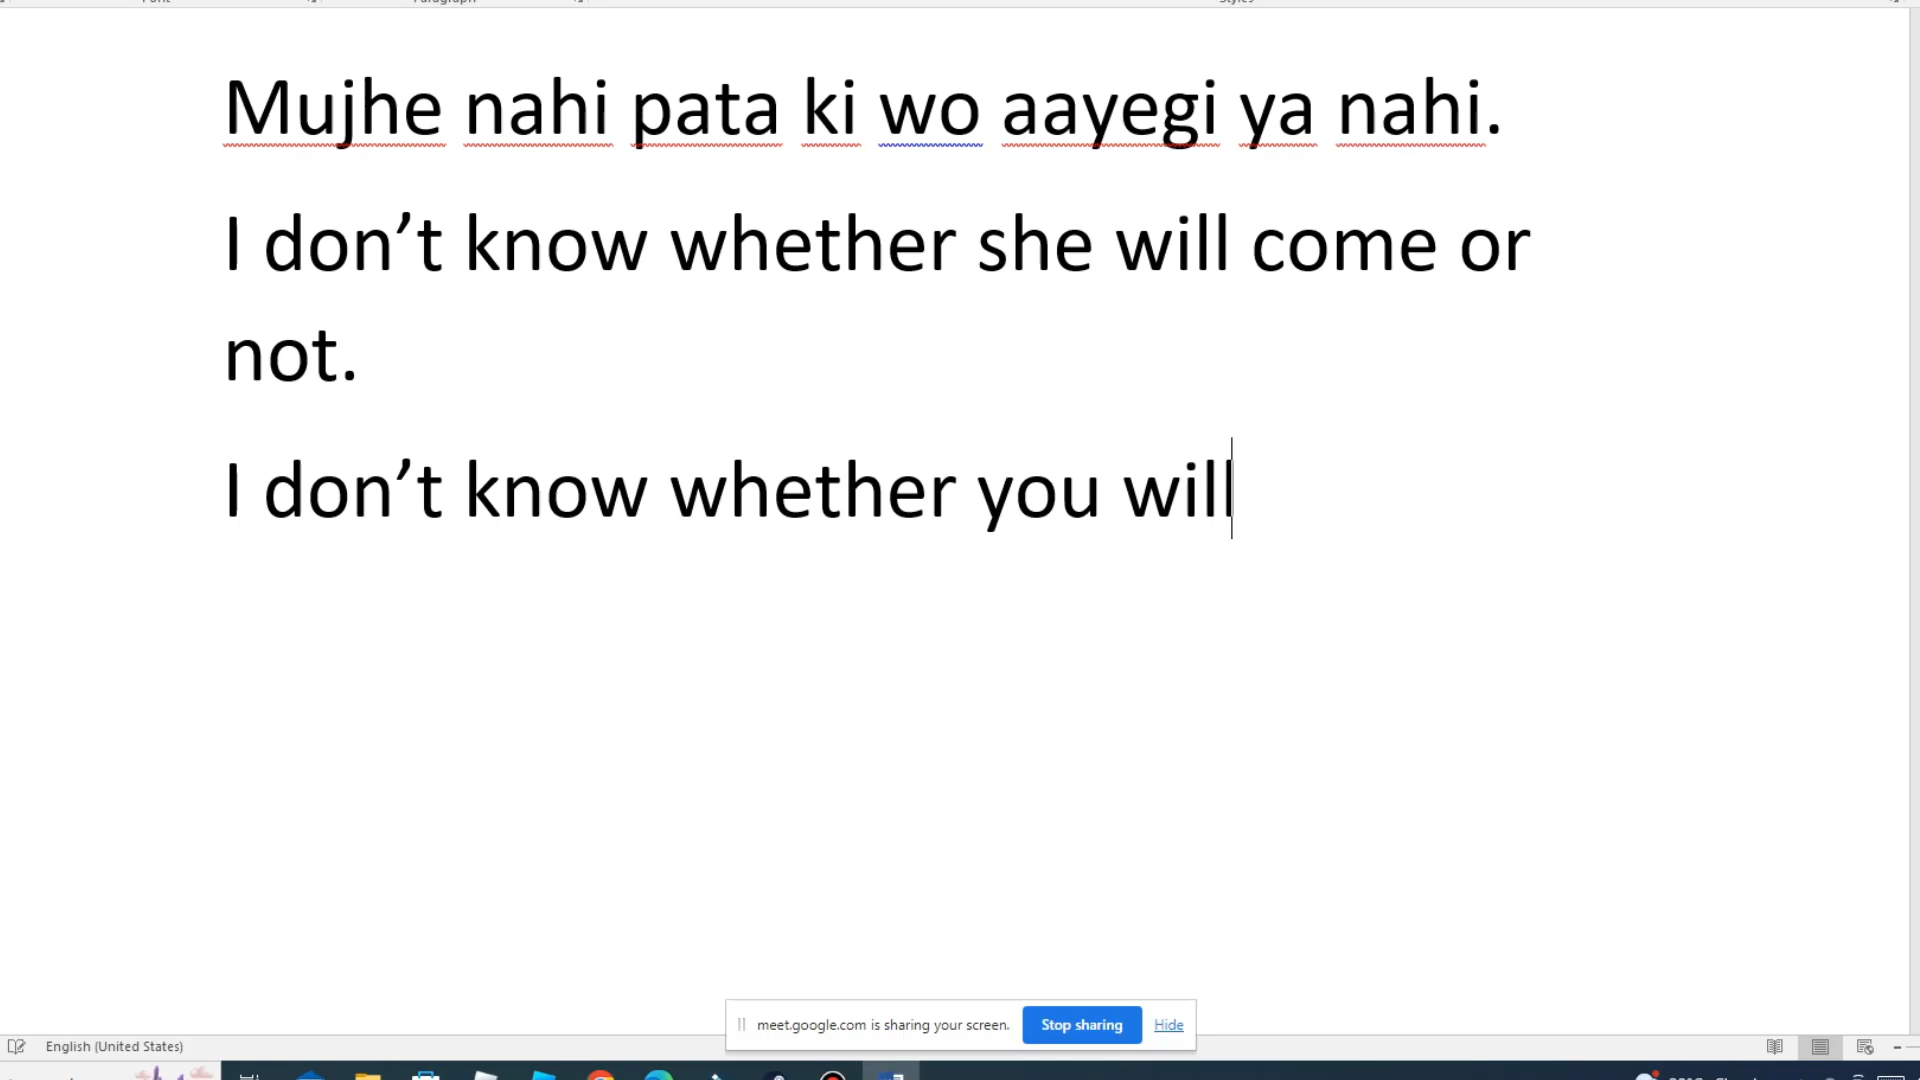 Mujhe nahi pata ki wo aayegi ya nahi.
I don’t know whether she will come or
not.
I don’t know whether you will
meet.google.com is sharing your screen. Stop sharing Hide
English (United States)